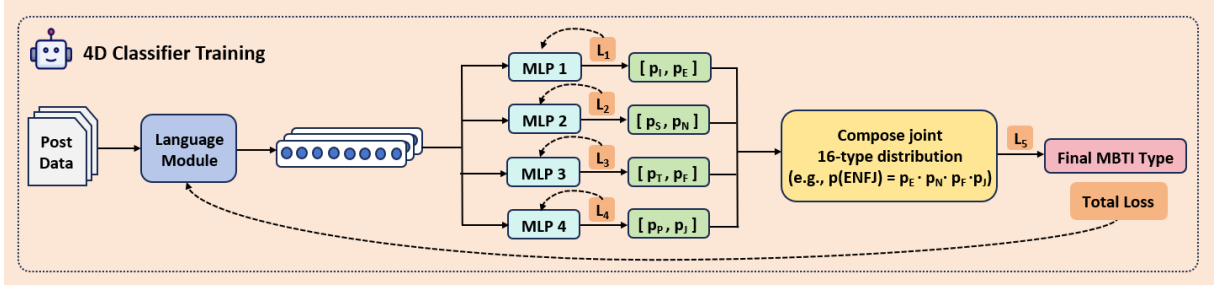 4D Classifier Training
Post
Data
Language
Module
MLP 1
L₁
[ pI , pE ]
MLP 2
L₂
[ pS , pN ]
MLP 3
L₃
[ pT , pF ]
MLP 4
L₄
[ pP , pJ ]
Compose joint
16-type distribution
(e.g., p(ENFJ) = pE · pN · pF ·pJ)
L₅
Final MBTI Type
Total Loss